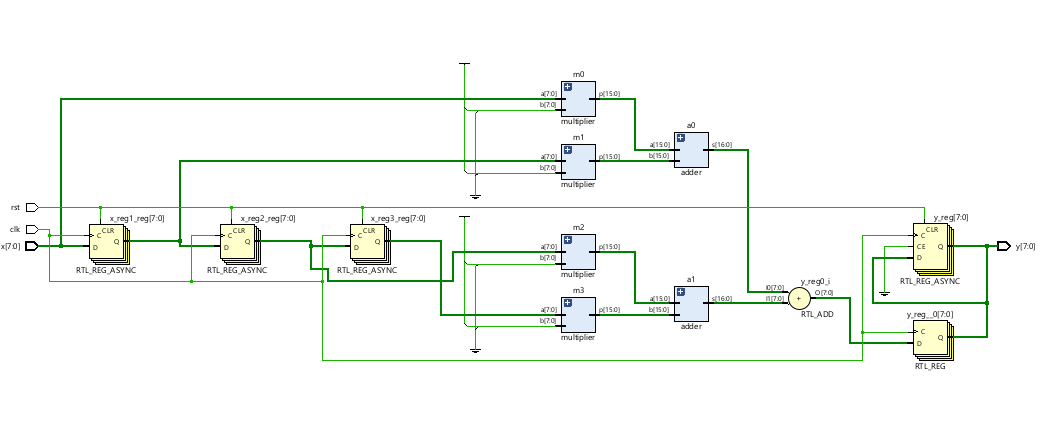 m0
a[7:0]
b[7:0]
p[15:0]
multiplier
m1
a[7:0]
b[7:0]
p[15:0]
multiplier
a0
a[15:0]
b[15:0]
s[16:0]
adder
rst
clk
x[7:0]
x_reg1_reg[7:0]
CLR
C
D
Q
RTL_REG_ASYNC
x_reg2_reg[7:0]
CLR
C
D
Q
RTL_REG_ASYNC
x_reg3_reg[7:0]
CLR
C
D
Q
RTL_REG_ASYNC
m2
a[7:0]
b[7:0]
p[15:0]
multiplier
m3
a[7:0]
b[7:0]
p[15:0]
multiplier
a1
a[15:0]
b[15:0]
s[16:0]
adder
y_reg0_i
I0[7:0]
I1[7:0]
+
O[7:0]
RTL_ADD
y_reg[7:0]
CLR
C
CE
D
Q
RTL_REG_ASYNC
y_reg__0[7:0]
C
D
Q
RTL_REG
y[7:0]